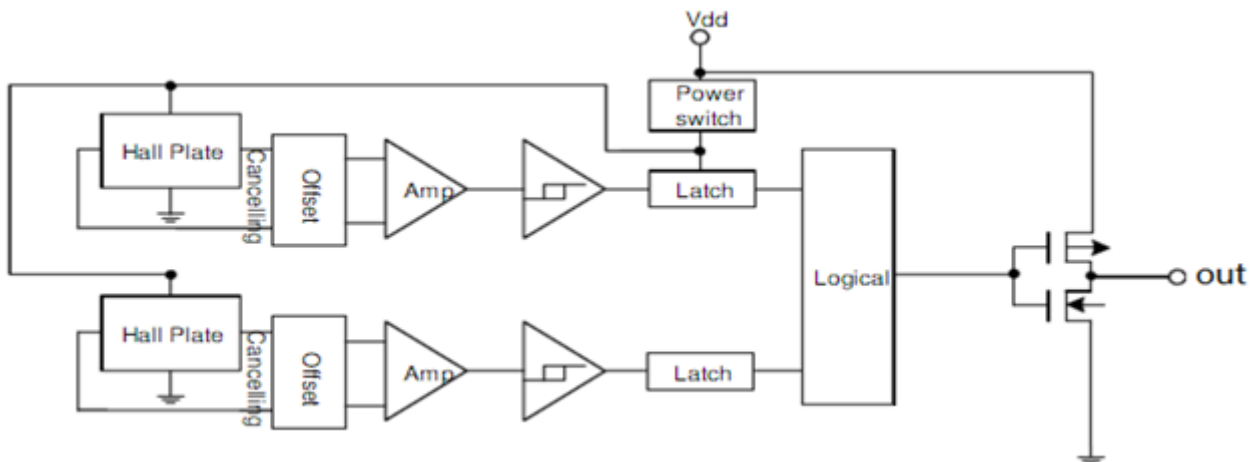 Vdd
Power
switch
Hall Plate
Cancelling
Offset
Amp
Latch
Logical
out
Hall Plate
Cancelling
Offset
Amp
Latch